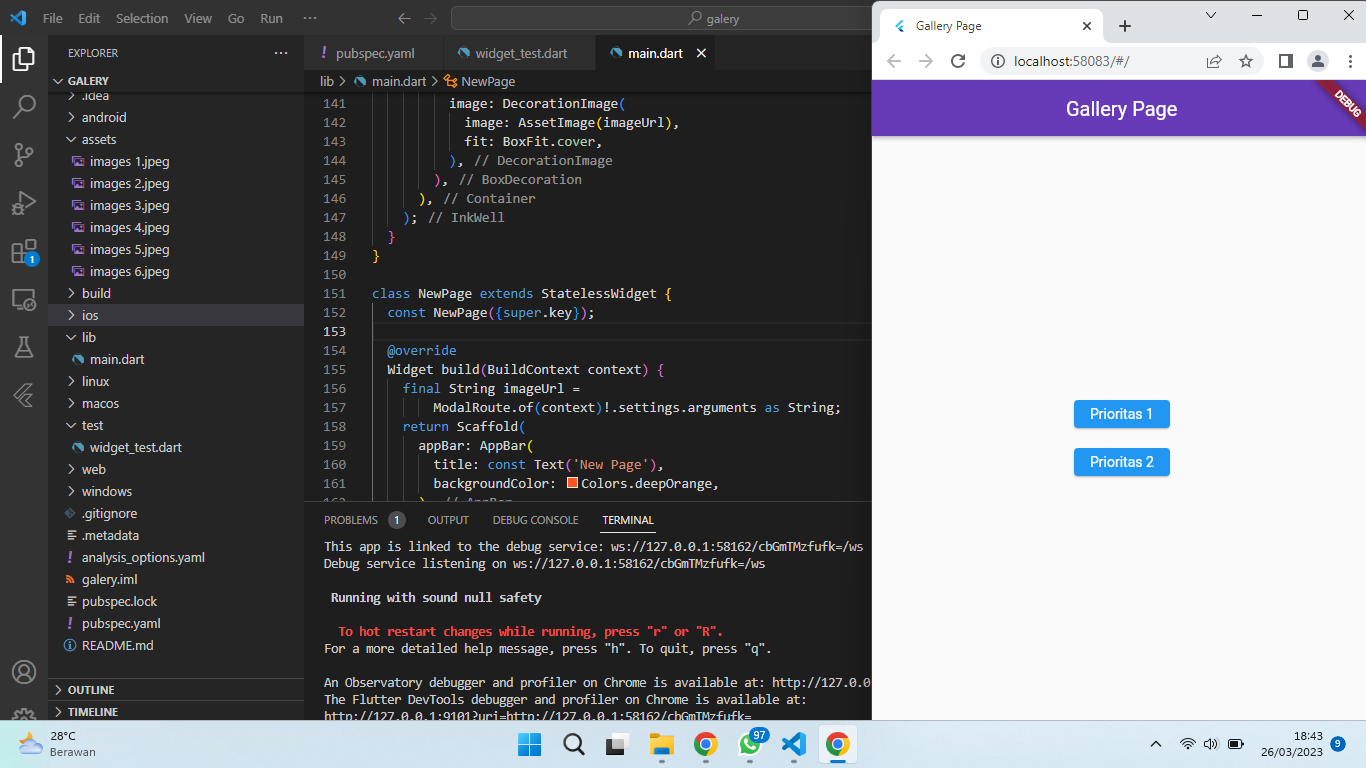 File Edit Selection View Go Run ··· galery
EXPLORER ···
GALERY
.idea
android
assets
images 1.jpeg
images 2.jpeg
images 3.jpeg
images 4.jpeg
images 5.jpeg
images 6.jpeg
build
ios
lib
main.dart
linux
macos
test
widget_test.dart
web
windows
.gitignore
.metadata
analysis_options.yaml
galery.iml
pubspec.lock
pubspec.yaml
README.md
OUTLINE
TIMELINE
1
pubspec.yaml widget_test.dart main.dart
lib > main.dart > NewPage
141 image: DecorationImage(
142 image: AssetImage(imageUrl),
143 fit: BoxFit.cover,
144 ), // DecorationImage
145 ), // BoxDecoration
146 ), // Container
147 ); // InkWell
148 }
149 }
150
151 class NewPage extends StatelessWidget {
152 const NewPage({super.key});
153
154 @override
155 Widget build(BuildContext context) {
156 final String imageUrl =
157 ModalRoute.of(context)!.settings.arguments as String;
158 return Scaffold(
159 appBar: AppBar(
160 title: const Text('New Page'),
161 backgroundColor: Colors.deepOrange,
162 ), // AppBar
PROBLEMS 1 OUTPUT DEBUG CONSOLE TERMINAL
This app is linked to the debug service: ws://127.0.0.1:58162/cbGmTMzfufk=/ws
Debug service listening on ws://127.0.0.1:58162/cbGmTMzfufk=/ws
Running with sound null safety
To hot restart changes while running, press "r" or "R".
For a more detailed help message, press "h". To quit, press "q".
An Observatory debugger and profiler on Chrome is available at: http://127.0.0
The Flutter DevTools debugger and profiler on Chrome is available at:
http://127.0.0.1:9101?uri=http://127.0.0.1:58162/cbGmTMzfufk=
Gallery Page
localhost:58083/#/
Gallery Page
DEBUG
Prioritas 1
Prioritas 2
28°C
Berawan
97
18:43
26/03/2023
9